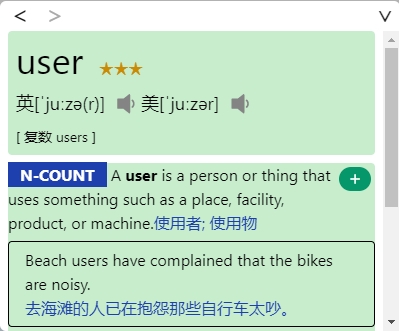 user ★★★
英[ˈjuːzə(r)] 美[ˈjuːzər]
[ 复数 users ]
N-COUNT A user is a person or thing that
uses something such as a place, facility,
product, or machine.使用者; 使用物
Beach users have complained that the bikes
are noisy.
去海滩的人已在抱怨那些自行车太吵。